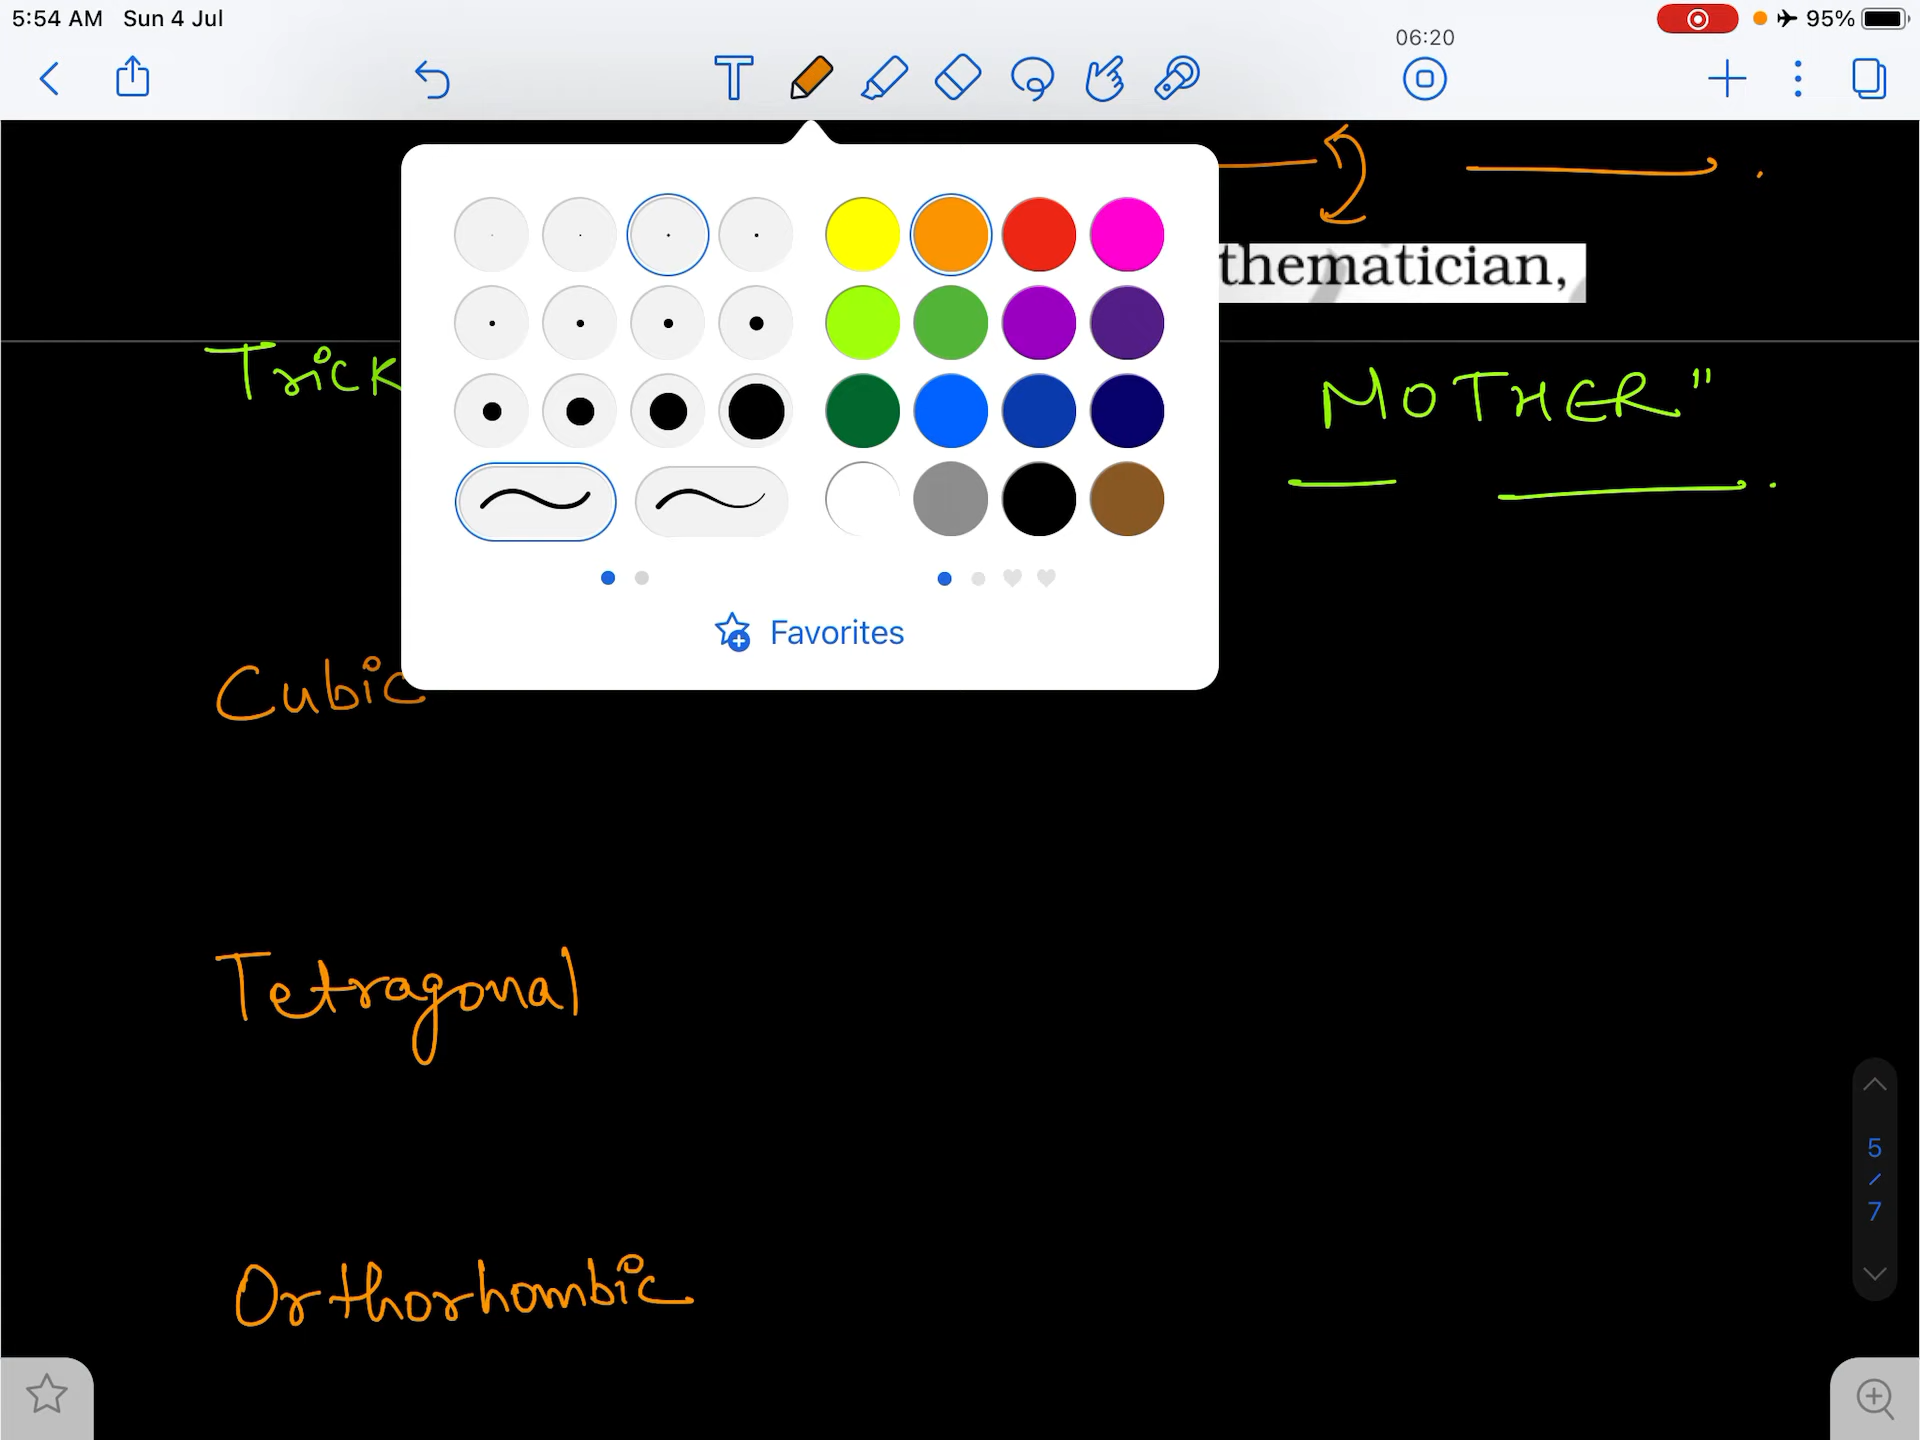 5:54 AM Sun 4 Jul
95%
06:20
thematician,
Trick MOTHER"
Favorites
Cubic
Tetragonal
Orthorhombic
5
/
7